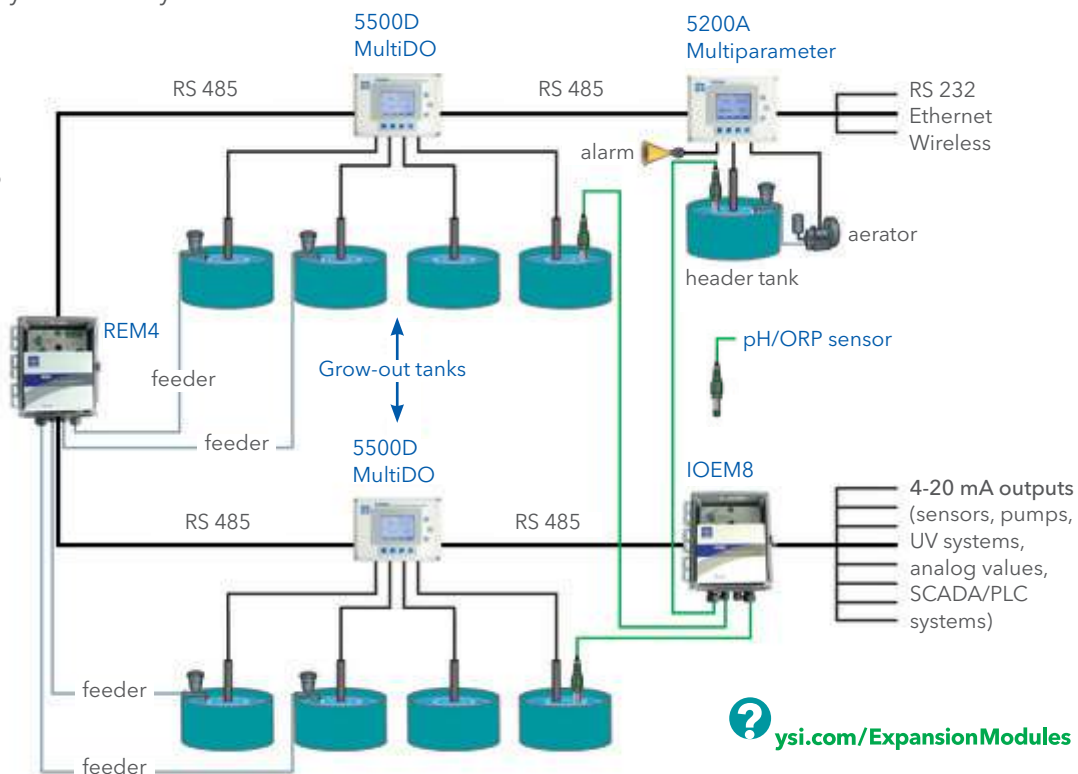 5500D
MultiDO
5200A
Multiparameter
RS 485
RS 485
RS 232
Ethernet
Wireless
alarm
aerator
header tank
REM4
feeder
Grow-out tanks
pH/ORP sensor
feeder
5500D
MultiDO
IOEM8
RS 485
RS 485
4-20 mA outputs
(sensors, pumps,
UV systems,
analog values,
SCADA/PLC
systems)
feeder
feeder
? ysi.com/ExpansionModules